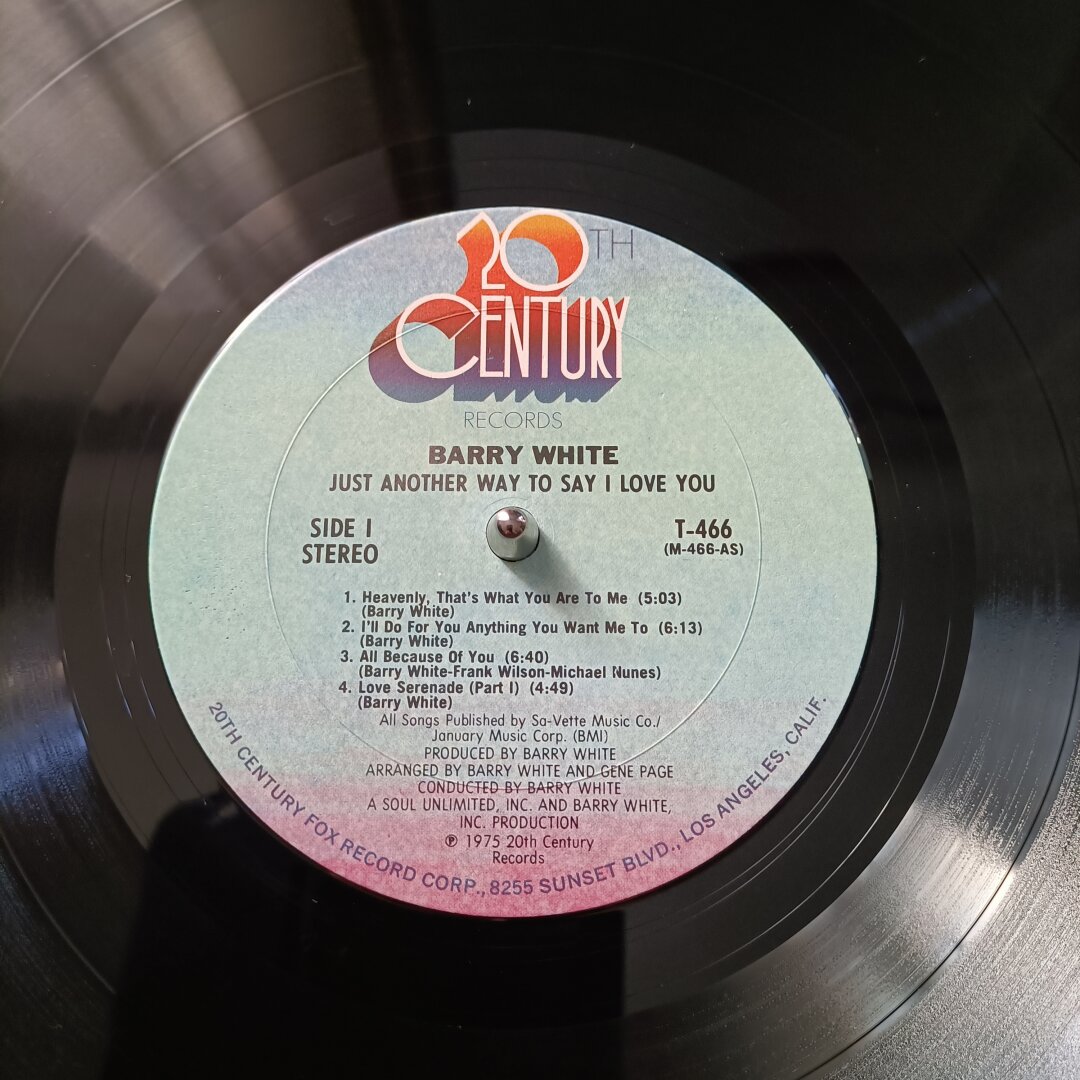 20TH
CENTURY
RECORDS
BARRY WHITE
JUST ANOTHER WAY TO SAY I LOVE YOU
SIDE 1
STEREO
T-466
(M-466-AS)
1. Heavenly, That's What You Are To Me (5:03)
(Barry White)
2. I'll Do For You Anything You Want Me To (6:13)
(Barry White)
3. All Because Of You (6:40)
(Barry White-Frank Wilson-Michael Nunes)
4. Love Serenade (Part I) (4:49)
(Barry White)
All Songs Published by Sa-Vette Music Co./
January Music Corp. (BMI)
PRODUCED BY BARRY WHITE
ARRANGED BY BARRY WHITE AND GENE PAGE
CONDUCTED BY BARRY WHITE
A SOUL UNLIMITED, INC. AND BARRY WHITE,
INC. PRODUCTION
℗ 1975 20th Century
Records
20TH CENTURY FOX RECORD CORP., 8255 SUNSET BLVD., LOS ANGELES, CALIF.